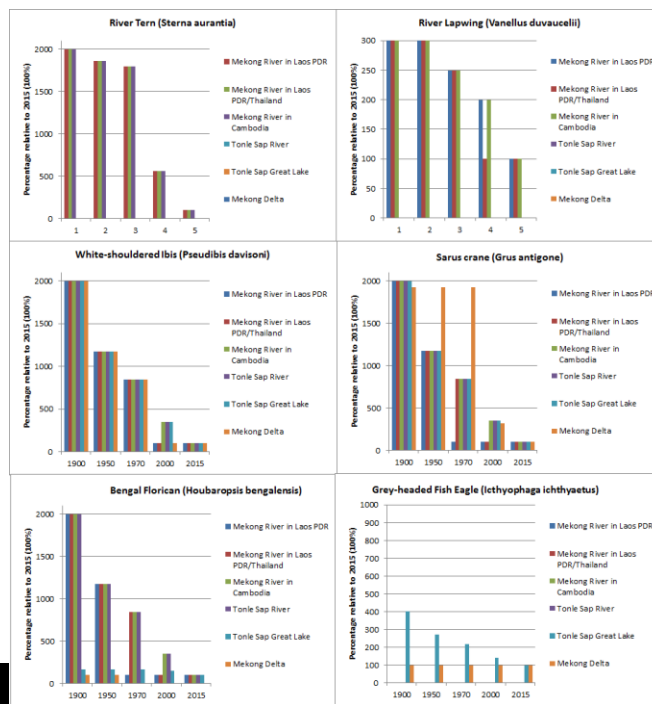 River Tern (Sterna aurantia)
Percentage relative to 2015 (100%)
2000
1500
1000
500
0
1 2 3 4 5
Mekong River in Laos PDR
Mekong River in Laos
PDR/Thailand
Mekong River in
Cambodia
Tonle Sap River
Tonle Sap Great Lake
Mekong Delta
River Lapwing (Vanellus duvaucelii)
Percentage relative to 2015 (100%)
300
250
200
150
100
50
0
1 2 3 4 5
Mekong River in Laos PDR
Mekong River in Laos
PDR/Thailand
Mekong River in
Cambodia
Tonle Sap River
Tonle Sap Great Lake
Mekong Delta
White-shouldered Ibis (Pseudibis davisoni)
Percentage relative to 2015 (100%)
2000
1500
1000
500
0
1900 1950 1970 2000 2015
Mekong River in Laos PDR
Mekong River in Laos
PDR/Thailand
Mekong River in
Cambodia
Tonle Sap River
Tonle Sap Great Lake
Mekong Delta
Sarus crane (Grus antigone)
Percentage relative to 2015 (100%)
2000
1500
1000
500
0
1900 1950 1970 2000 2015
Mekong River in Laos PDR
Mekong River in Laos
PDR/Thailand
Mekong River in
Cambodia
Tonle Sap River
Tonle Sap Great Lake
Mekong Delta
Bengal Florican (Houbaropsis bengalensis)
Percentage relative to 2015 (100%)
2000
1500
1000
500
0
1900 1950 1970 2000 2015
Mekong River in Laos PDR
Mekong River in Laos
PDR/Thailand
Mekong River in
Cambodia
Tonle Sap River
Tonle Sap Great Lake
Mekong Delta
Grey-headed Fish Eagle (Icthyophaga ichthyaetus)
Percentage relative to 2015 (100%)
1000
900
800
700
600
500
400
300
200
100
0
1900 1950 1970 2000 2015
Mekong River in Laos PDR
Mekong River in Laos
PDR/Thailand
Mekong River in
Cambodia
Tonle Sap River
Tonle Sap Great Lake
Mekong Delta